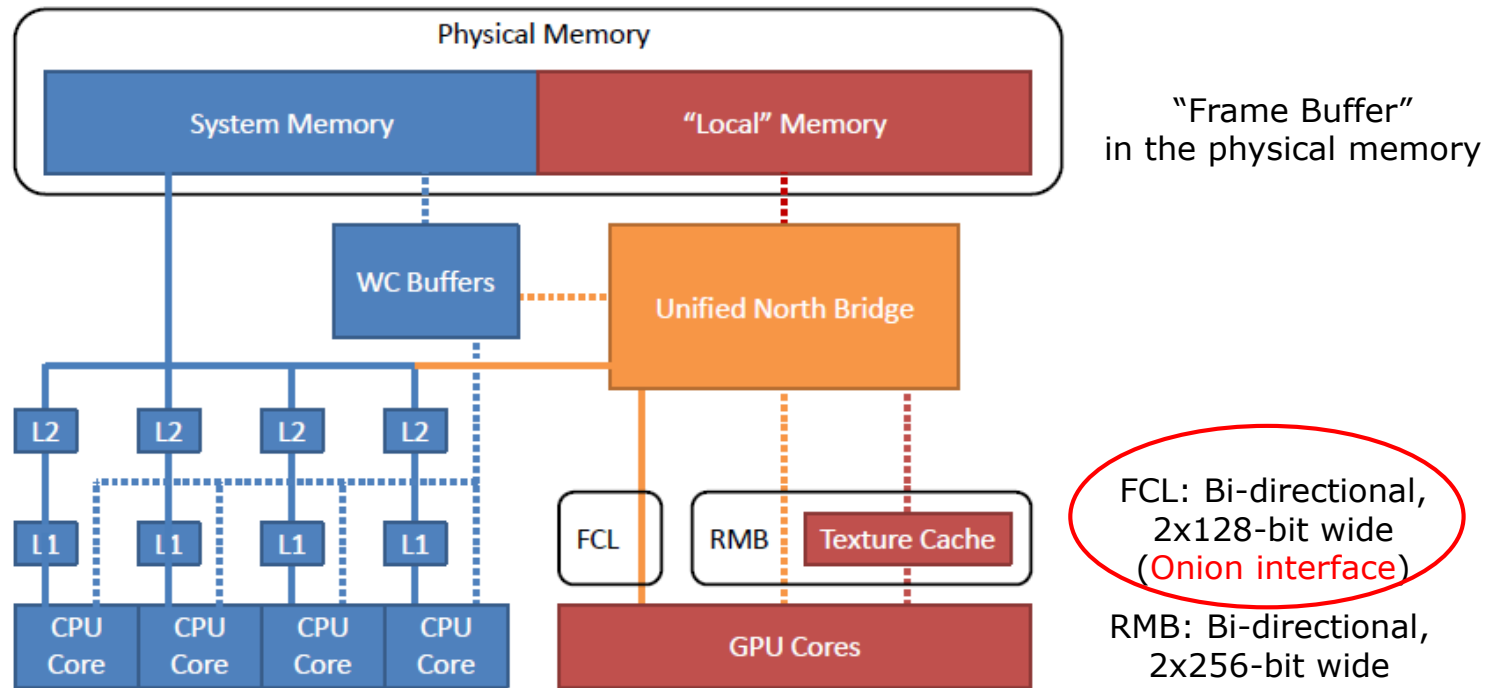 Physical Memory
System Memory
“Local” Memory
“Frame Buffer”
in the physical memory
WC Buffers
Unified North Bridge
L2
L2
L2
L2
L1
L1
L1
L1
FCL
RMB
Texture Cache
FCL: Bi-directional,
2x128-bit wide
(Onion interface)
CPU
Core
CPU
Core
CPU
Core
CPU
Core
GPU Cores
RMB: Bi-directional,
2x256-bit wide